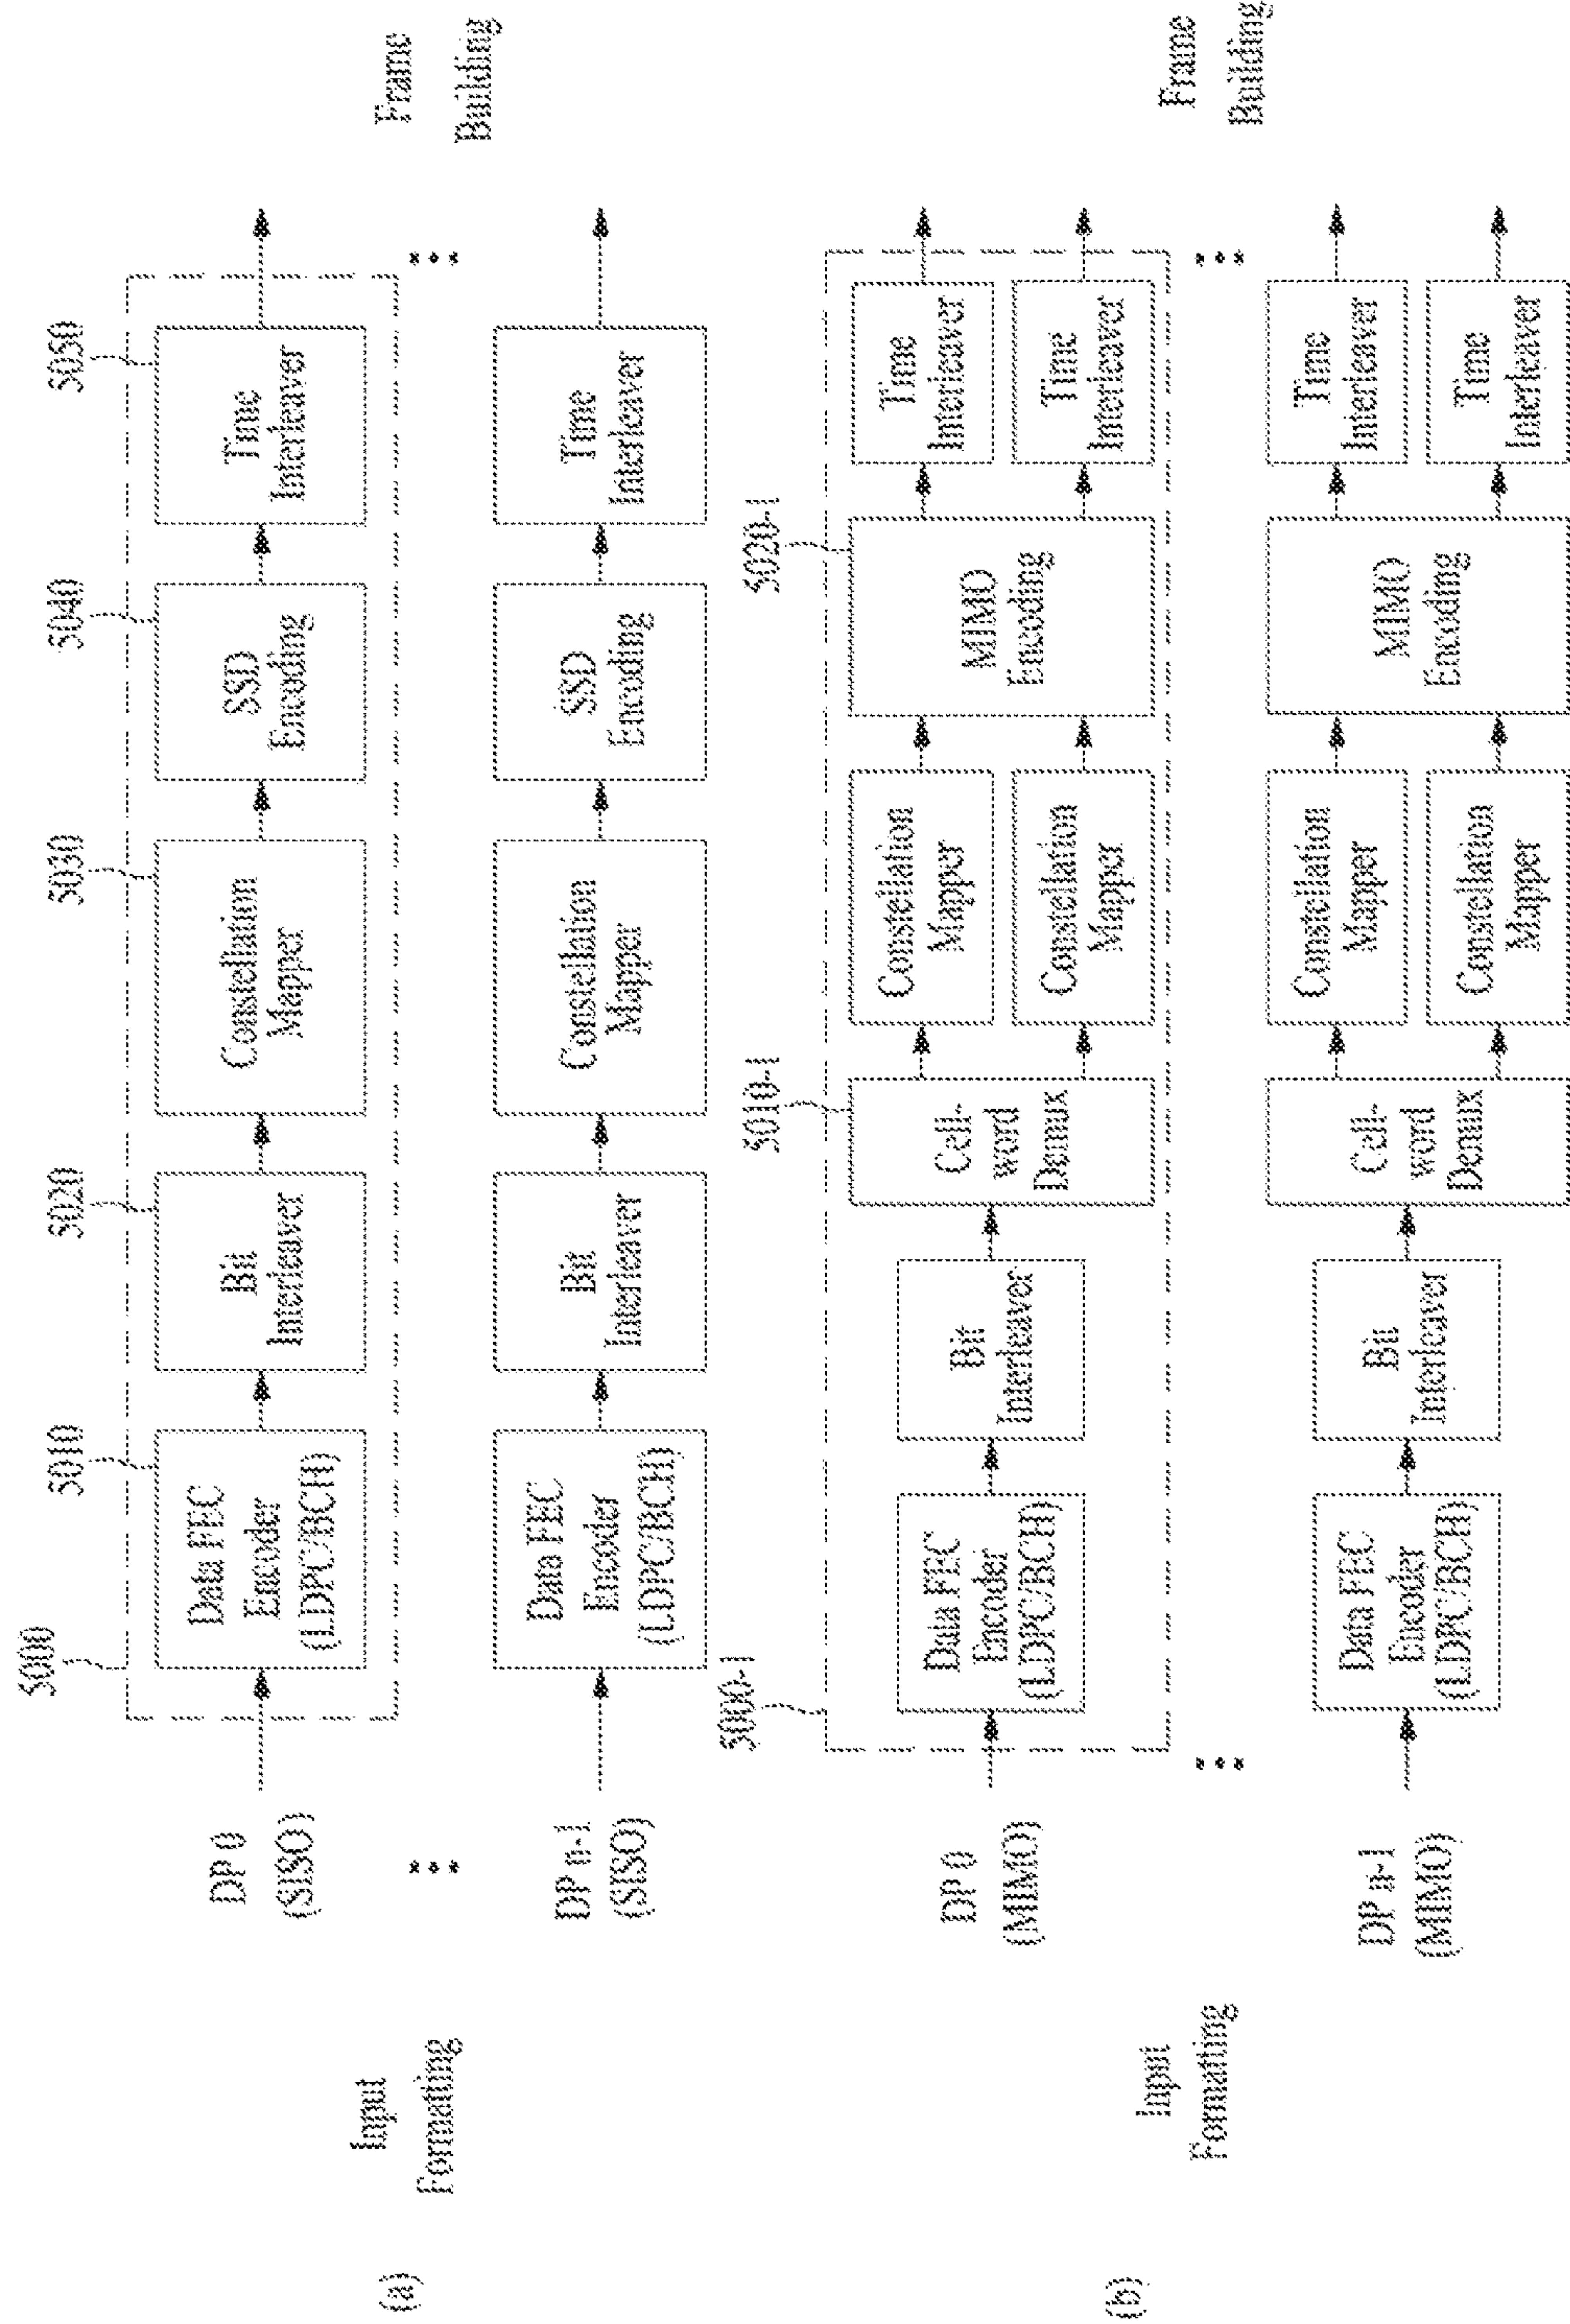 (a)
Input
Formatting
DP 0
(SISO)
5000
Data FEC
Encoder
(LDPC/BCH)
5010
Bit
Interleaver
5020
Constellation
Mapper
5030
SSD
Encoding
5040
Time
Interleaver
5050
Frame
Building
DP n-1
(SISO)
Data FEC
Encoder
(LDPC/BCH)
Bit
Interleaver
Constellation
Mapper
SSD
Encoding
Time
Interleaver
(b)
Input
Formatting
DP 0
(MIMO)
5000-1
Data FEC
Encoder
(LDPC/BCH)
Bit
Interleaver
5010-1
Cell-
word
Demux
Constellation
Mapper
Constellation
Mapper
5020-1
MIMO
Encoding
Time
Interleaver
Time
Interleaver
Frame
Building
DP n-1
(MIMO)
Data FEC
Encoder
(LDPC/BCH)
Bit
Interleaver
Cell-
word
Demux
Constellation
Mapper
Constellation
Mapper
MIMO
Encoding
Time
Interleaver
Time
Interleaver